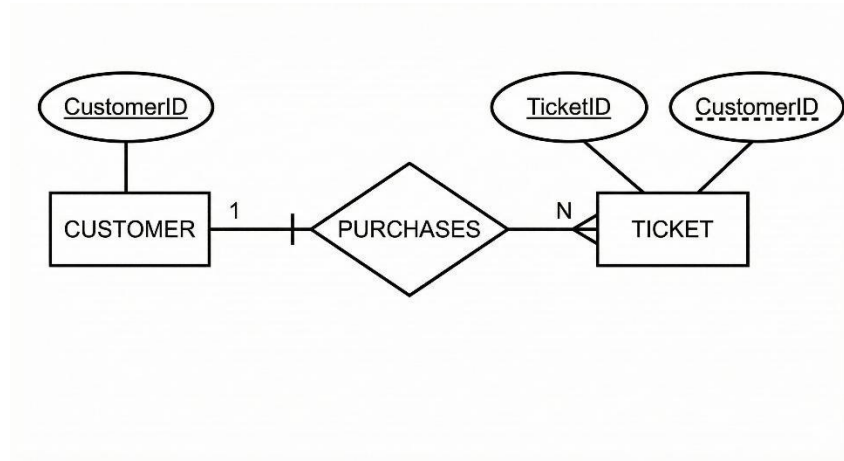 CustomerID
TicketID
CustomerID
CUSTOMER
1
PURCHASES
N
TICKET